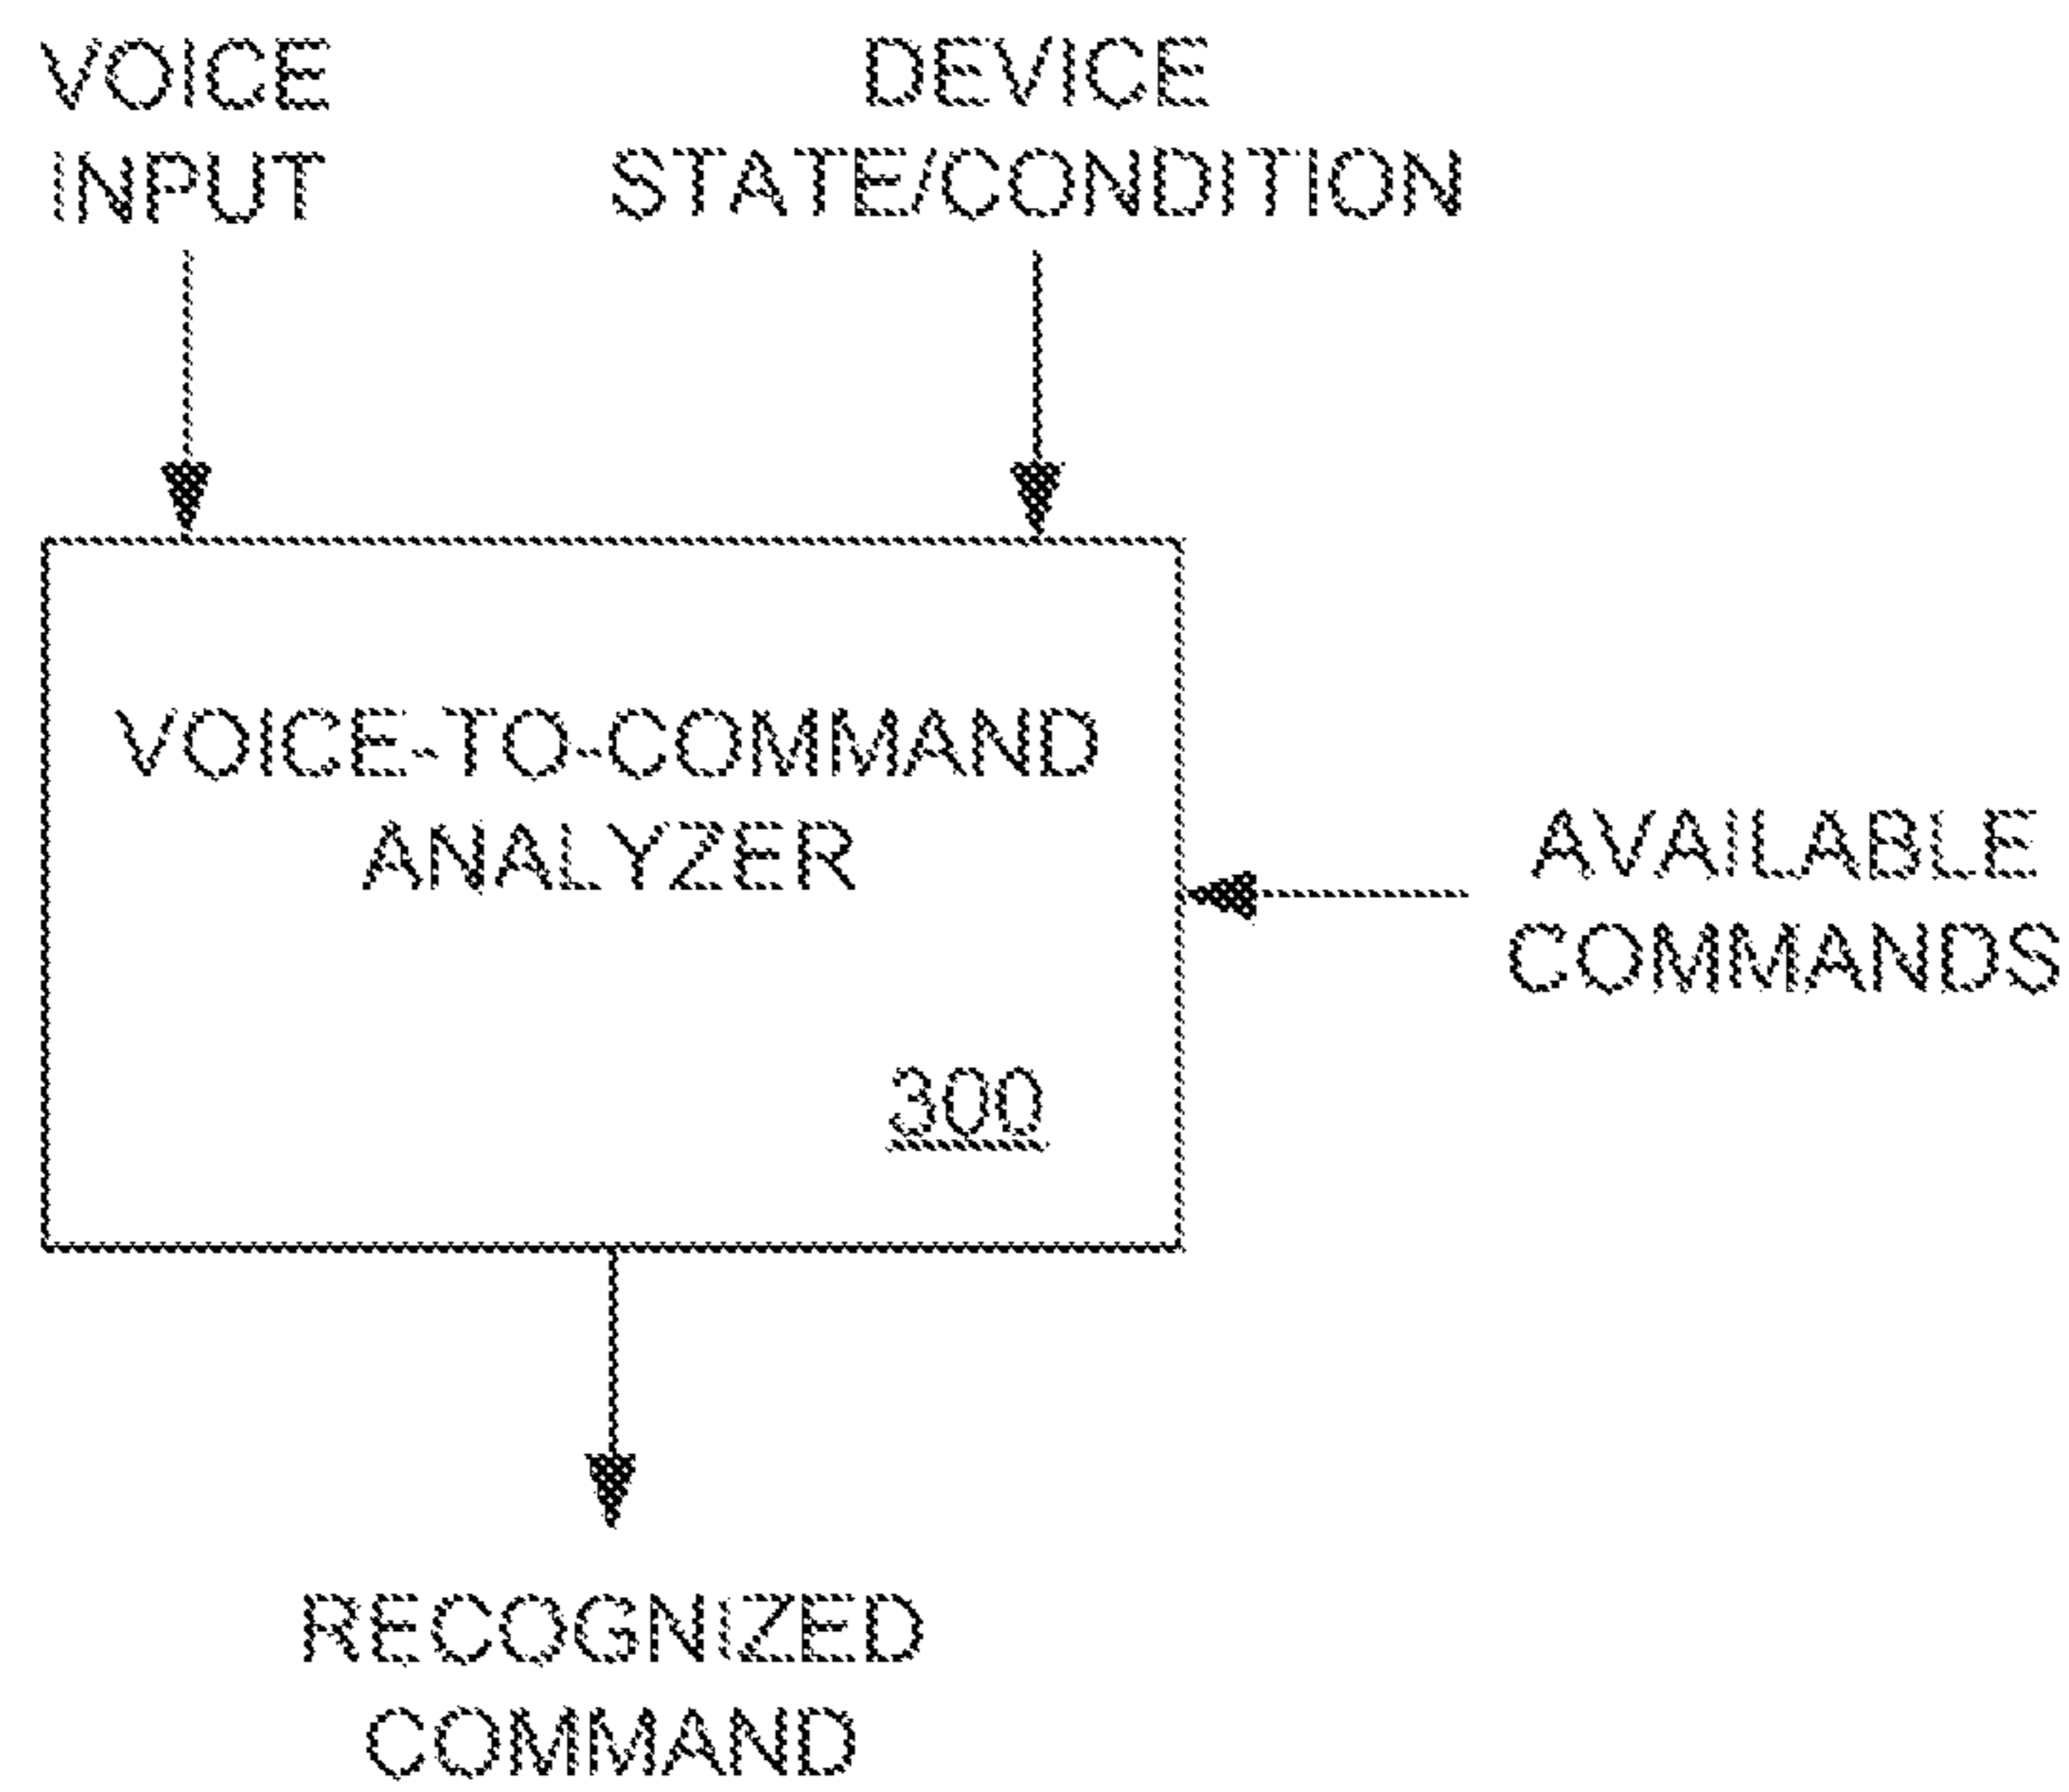 VOICE
INPUT
DEVICE
STATE/CONDITION
VOICE-TO-COMMAND
ANALYZER
300
AVAILABLE
COMMANDS
RECOGNIZED
COMMAND